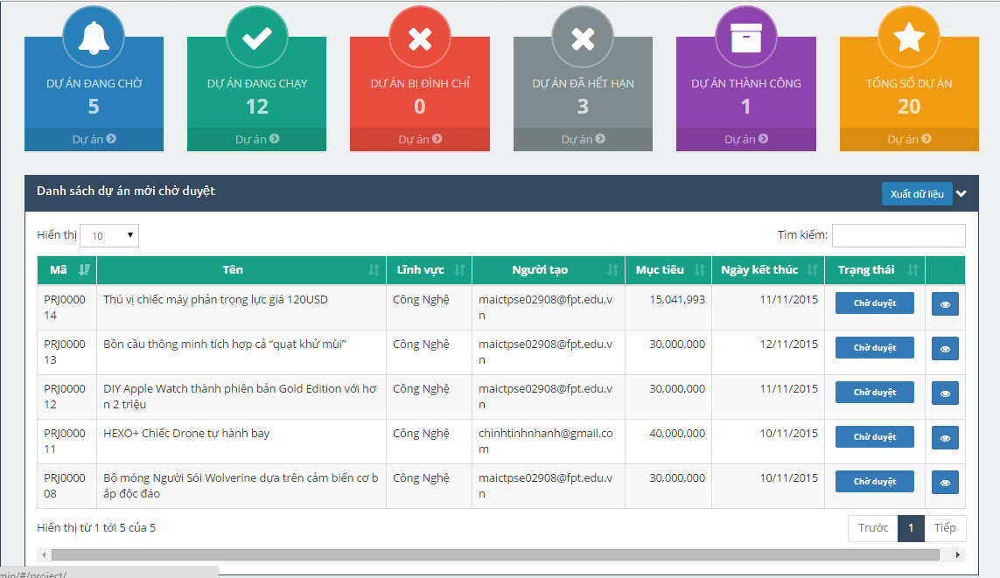 DỰ ÁN ĐANG CHỜ
5
Dự án
DỰ ÁN ĐANG CHẠY
12
Dự án
DỰ ÁN BỊ ĐÌNH CHỈ
0
Dự án
DỰ ÁN ĐÃ HẾT HẠN
3
Dự án
DỰ ÁN THÀNH CÔNG
1
Dự án
TỔNG SỐ DỰ ÁN
20
Dự án
Danh sách dự án mới chờ duyệt
Xuất dữ liệu
Hiển thị 10
Tìm kiếm:
Mã Tên Lĩnh vực Người tạo Mục tiêu Ngày kết thúc Trạng thái
PRJ0000 Thú vị chiếc máy phản trọng lực giá 120USD Công Nghệ maictpse02908@fpt.edu.v 15,041,993 11/11/2015 Chờ duyệt
14 n
PRJ0000 Bồn cầu thông minh tích hợp cả “quạt khử mùi” Công Nghệ maictpse02908@fpt.edu.v 30,000,000 12/11/2015 Chờ duyệt
13 n
PRJ0000 DIY Apple Watch thành phiên bản Gold Edition với hơ Công Nghệ maictpse02908@fpt.edu.v 30,000,000 11/11/2015 Chờ duyệt
12 n 2 triệu n
PRJ0000 HEXO+ Chiếc Drone tự hành bay Công Nghệ chinhtinhnhanh@gmail.co 40,000,000 10/11/2015 Chờ duyệt
11 m
PRJ0000 Bộ móng Người Sói Wolverine dựa trên cảm biến cơ b Công Nghệ maictpse02908@fpt.edu.v 30,000,000 10/11/2015 Chờ duyệt
08 ắp độc đáo n
Hiển thị từ 1 tới 5 của 5
Trước 1 Tiếp
min/#/project/